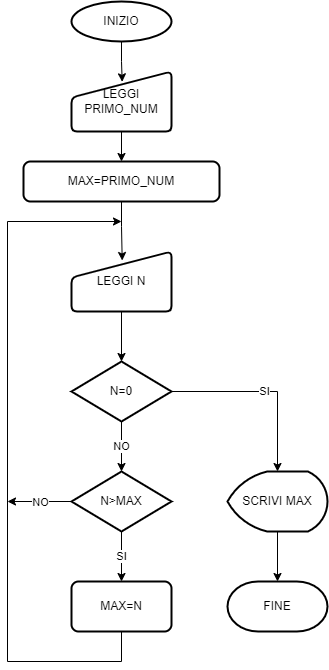 INIZIO
LEGGI
PRIMO_NUM
MAX=PRIMO_NUM
LEGGI N
N=0
SI
NO
N>MAX
NO
SI
SCRIVI MAX
MAX=N
FINE